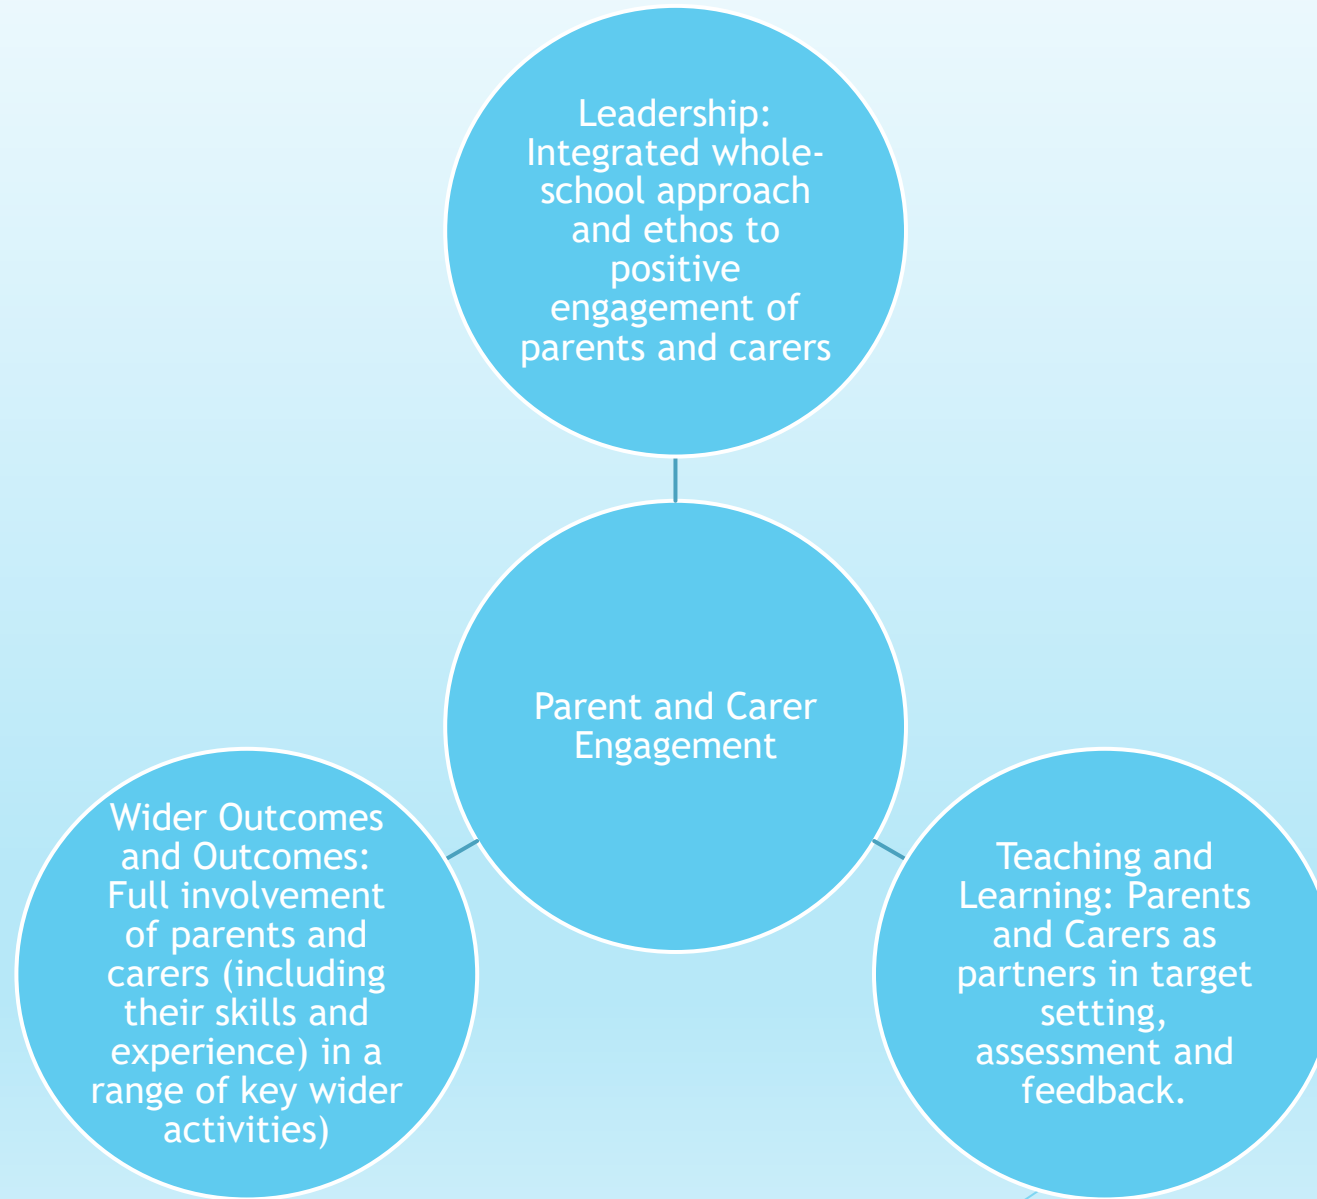 Leadership:
Integrated whole-
school approach
and ethos to
positive
engagement of
parents and carers
Parent and Carer
Engagement
Wider Outcomes
and Outcomes:
Full involvement
of parents and
carers (including
their skills and
experience) in a
range of key wider
activities)
Teaching and
Learning: Parents
and Carers as
partners in target
setting,
assessment and
feedback.